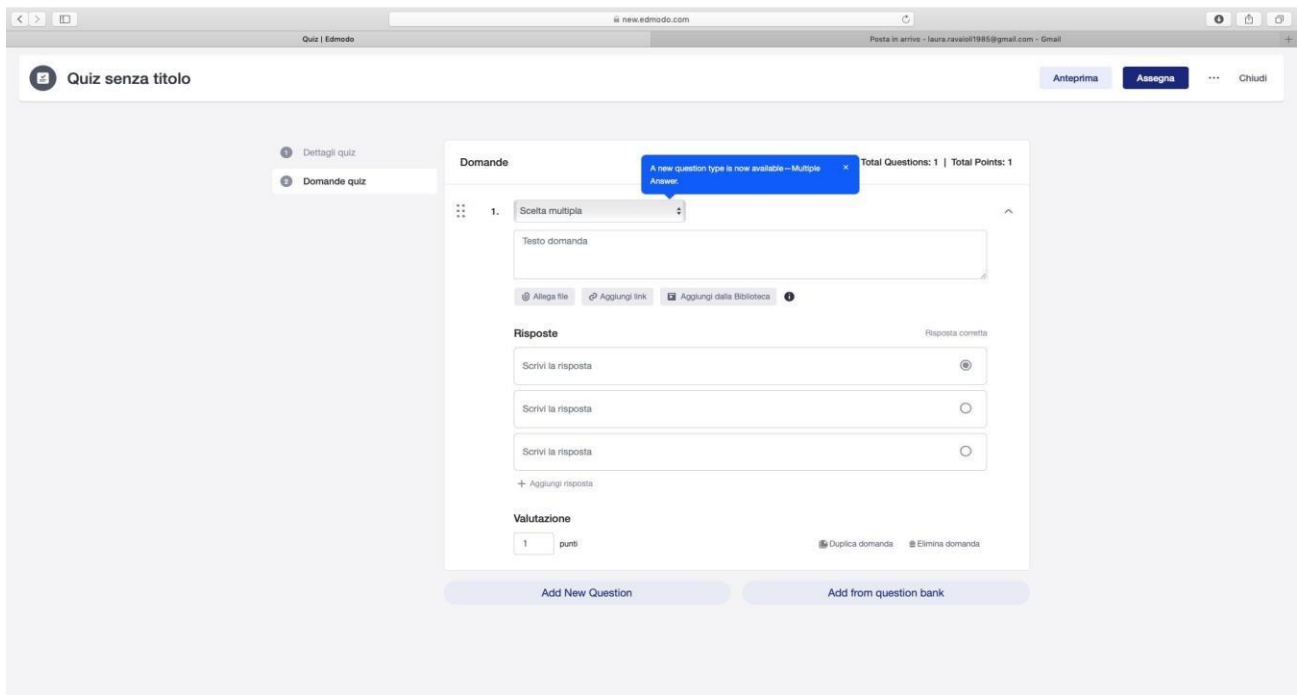 new.edmodo.com
Quiz | Edmodo
Posta in arrivo - laura.ravaioli1985@gmail.com - Gmail
Quiz senza titolo
Anteprima
Assegna
Chiudi
1 Dettagli quiz
2 Domande quiz
Domande
A new question type is now available—Multiple
Answer.
Total Questions: 1 | Total Points: 1
1. Scelta multipla
Testo domanda
Allega file
Aggiungi link
Aggiungi dalla Biblioteca
Risposte
Risposta corretta
Scrivi la risposta
Scrivi la risposta
Scrivi la risposta
+ Aggiungi risposta
Valutazione
1 punti
Duplica domanda
Elimina domanda
Add New Question
Add from question bank